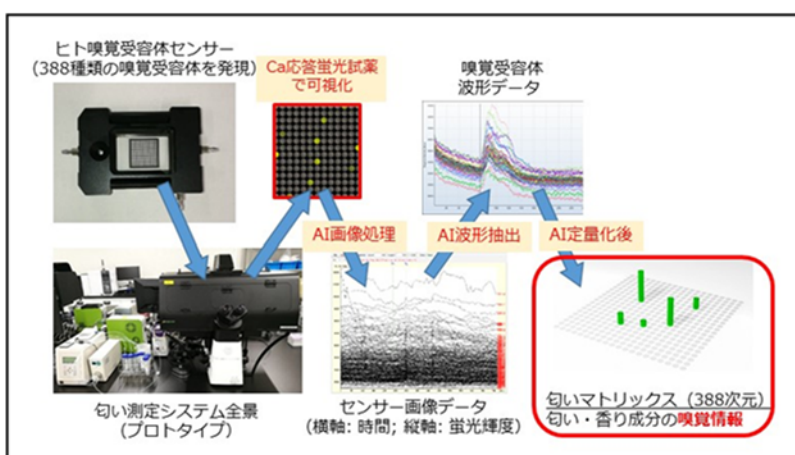 ヒト嗅覚受容体センサー
(388種類の嗅覚受容体を発現)
Ca応答蛍光試薬
で可視化
嗅覚受容体
波形データ
AI画像処理
AI波形抽出
AI定量化後
匂い測定システム全景
(プロトタイプ)
センサー画像データ
(横軸: 時間; 縦軸: 蛍光輝度)
匂いマトリックス (388次元)
匂い・香り成分の嗅覚情報